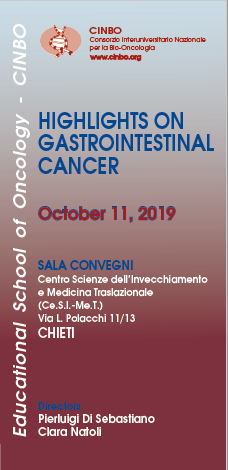 CINBO
Consorzio Interuniversitario Nazionale
per la Bio-Oncologia
www.cinbo.org
Educational School of Oncology - CINBO
HIGHLIGHTS ON
GASTROINTESTINAL
CANCER
October 11, 2019
SALA CONVEGNI
Centro Scienze dell'Invecchiamento
e Medicina Traslazionale
(Ce.S.I.-Me.T.)
Via L. Polacchi 11/13
CHIETI
Directors
Pierluigi Di Sebastiano
Clara Natoli